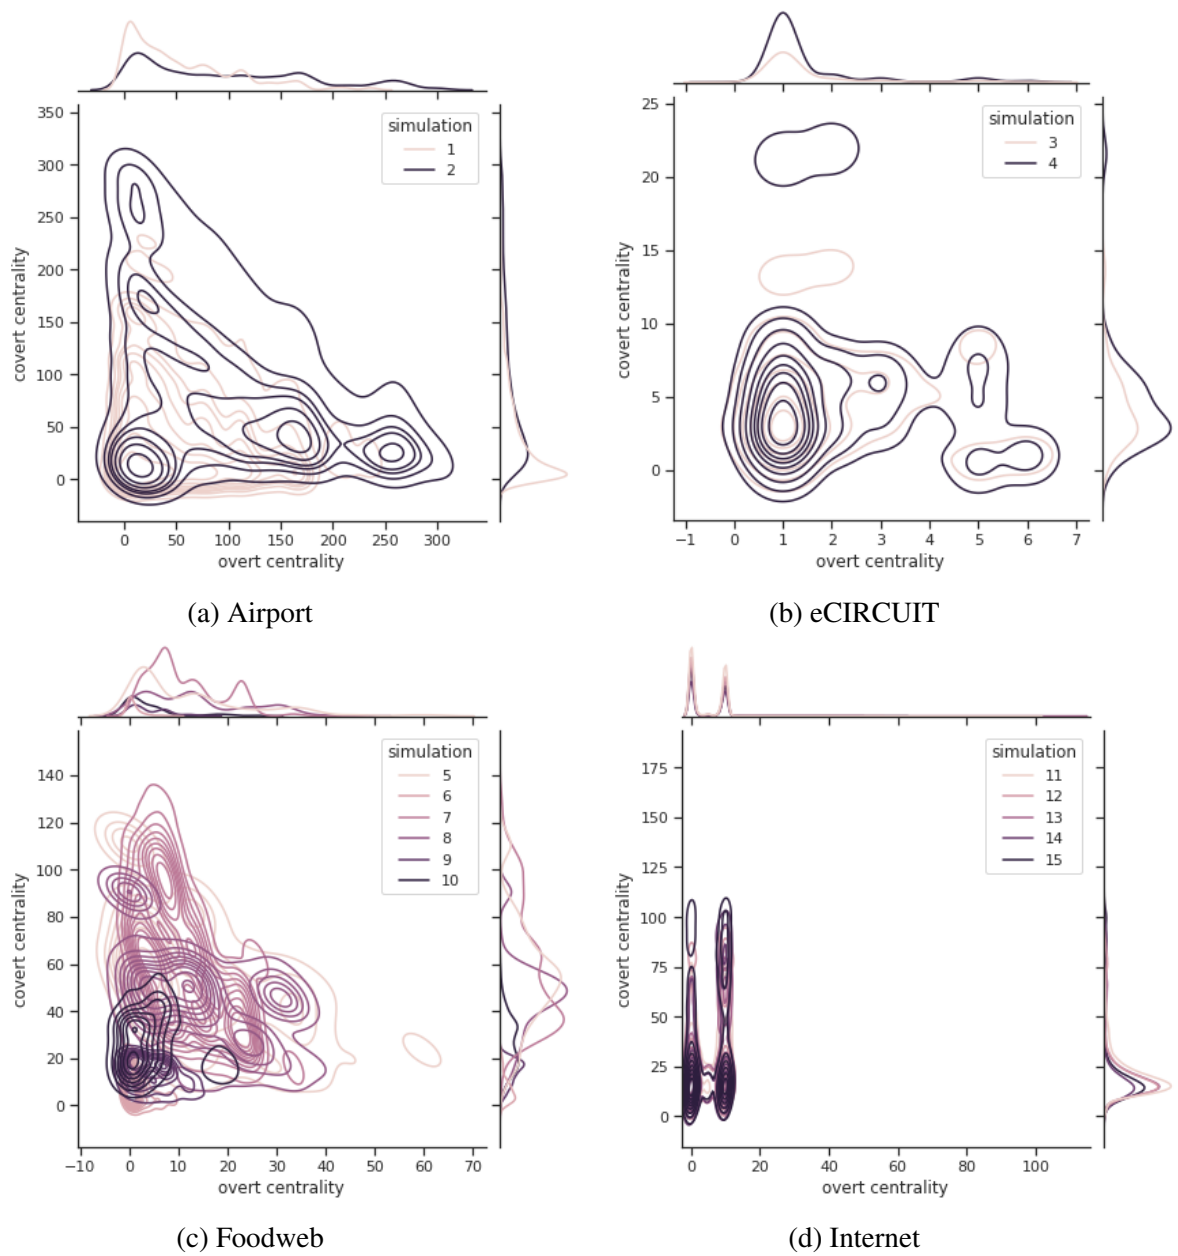 350
300
250
200
150
100
50
0
covert centrality
simulation
1
2
0 50 100 150 200 250 300
overt centrality
(a) Airport
25
20
15
10
5
0
covert centrality
simulation
3
4
−1 0 1 2 3 4 5 6 7
overt centrality
(b) eCIRCUIT
140
120
100
80
60
40
20
0
covert centrality
simulation
5
6
7
8
9
10
−10 0 10 20 30 40 50 60 70
overt centrality
(c) Foodweb
175
150
125
100
75
50
25
0
covert centrality
simulation
11
12
13
14
15
0 20 40 60 80 100
overt centrality
(d) Internet